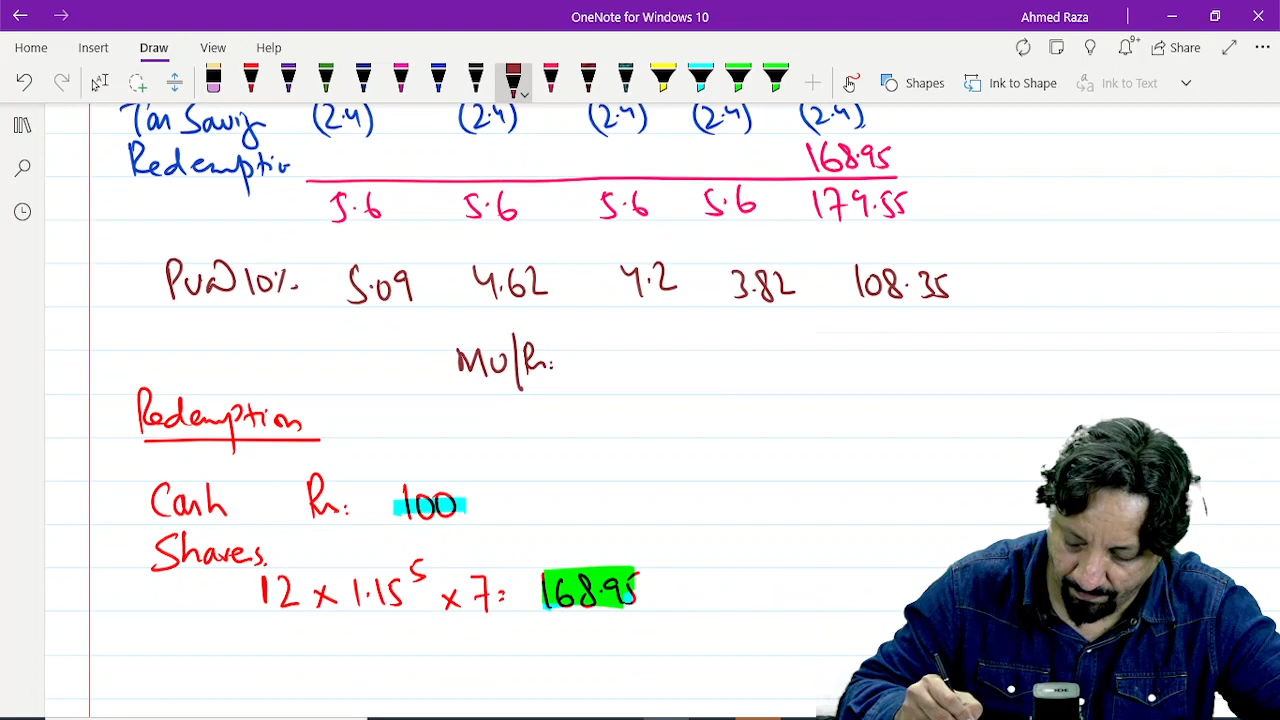 OneNote for Windows 10
Ahmed Raza
Home Insert Draw View Help
9+ Share
Shapes Ink to Shape Ink to Text
Tax Saving (2.4) (2.4) (2.4) (2.4) (2.4)
Redemption 168.95
5.6 5.6 5.6 5.6 179.55
PV@10% 5.09 4.62 4.2 3.82 108.35
MV/Rs:
Redemption
Cash Rs: 100
Shares.
12 x 1.15^5 x 7 = 168.95